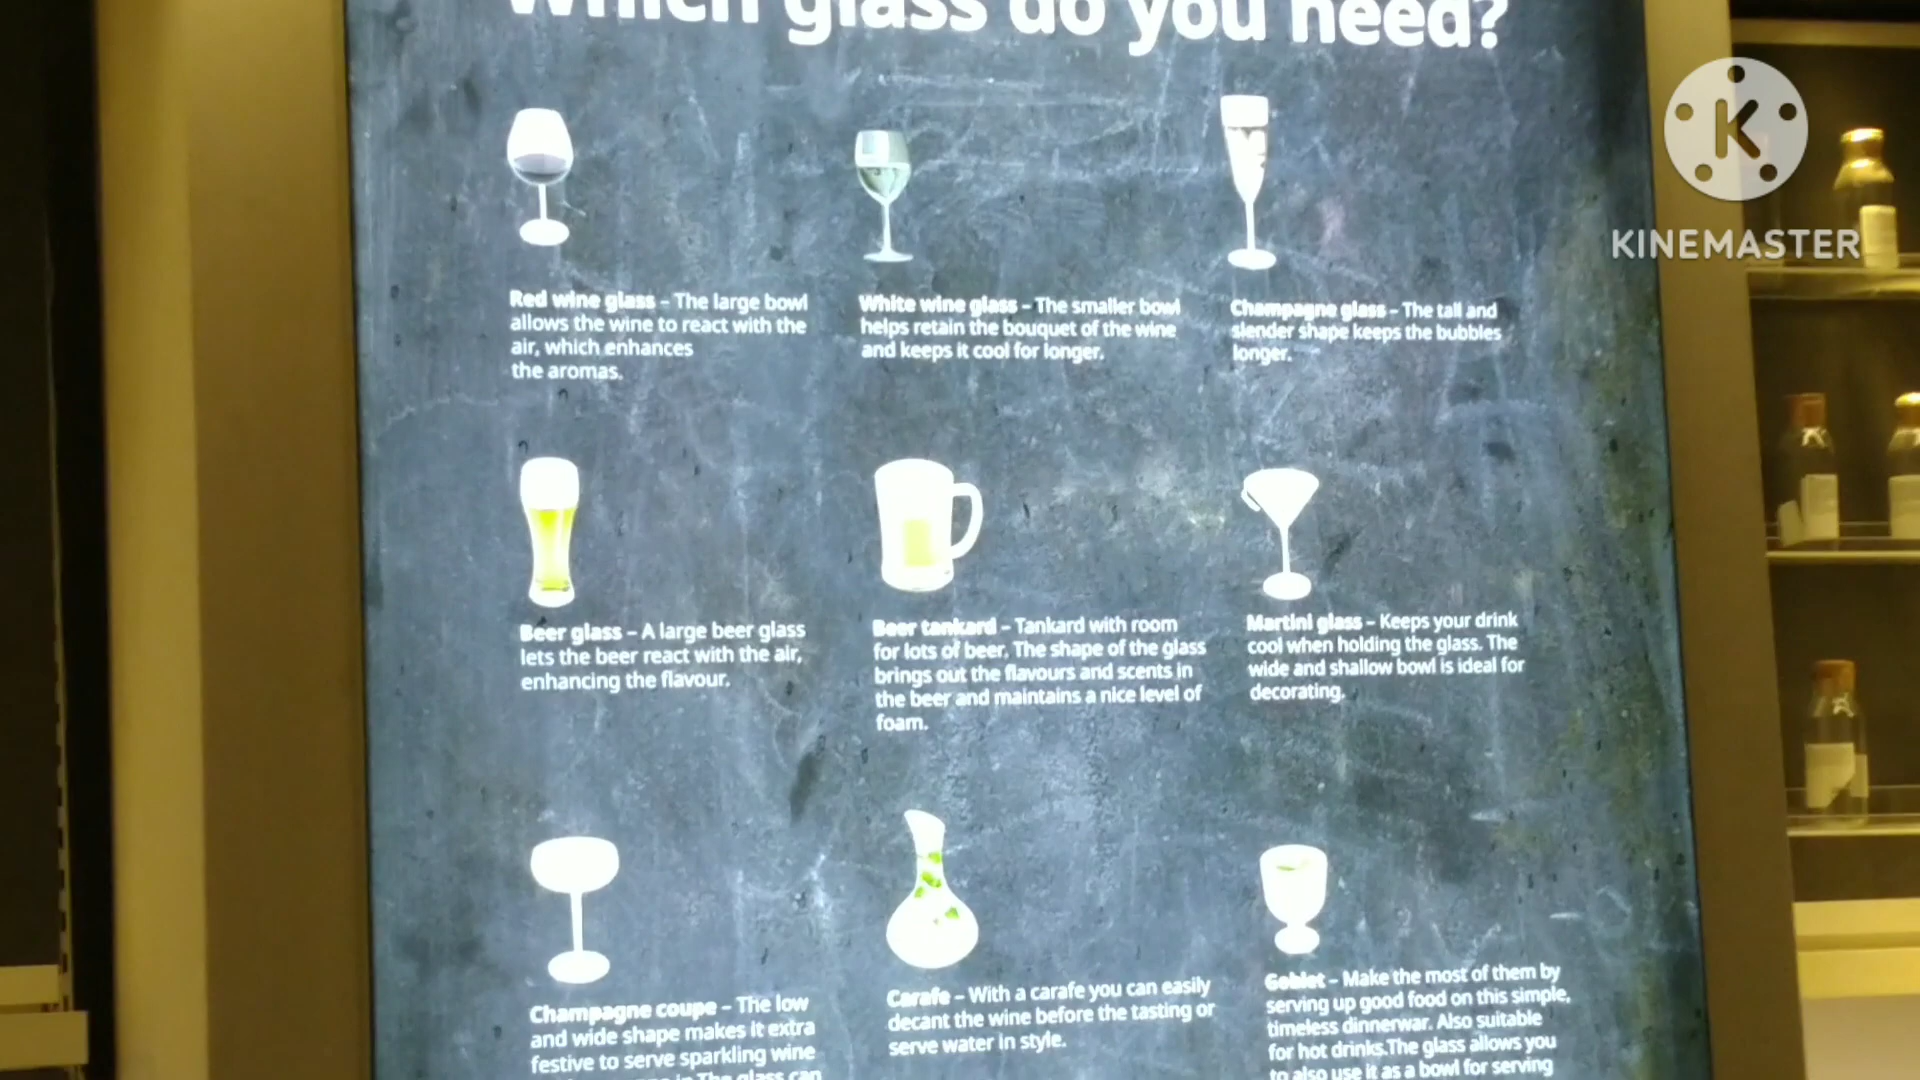 Which glass do you need?
KINEMASTER
Red wine glass – The large bowl
allows the wine to react with the
air, which enhances
the aromas.
White wine glass – The smaller bowl
helps retain the bouquet of the wine
and keeps it cool for longer.
Champagne glass – The tall and
slender shape keeps the bubbles
longer.
Beer glass – A large beer glass
lets the beer react with the air,
enhancing the flavour.
Beer tankard – Tankard with room
for lots of beer. The shape of the glass
brings out the flavours and scents in
the beer and maintains a nice level of
foam.
Martini glass – Keeps your drink
cool when holding the glass. The
wide and shallow bowl is ideal for
decorating.
Champagne coupe – The low
and wide shape makes it extra
festive to serve sparkling wine
in The glass can
Carafe – With a carafe you can easily
decant the wine before the tasting or
serve water in style.
Goblet – Make the most of them by
serving up good food on this simple,
timeless dinnerwar. Also suitable
for hot drinks.The glass allows you
to also use it as a bowl for serving